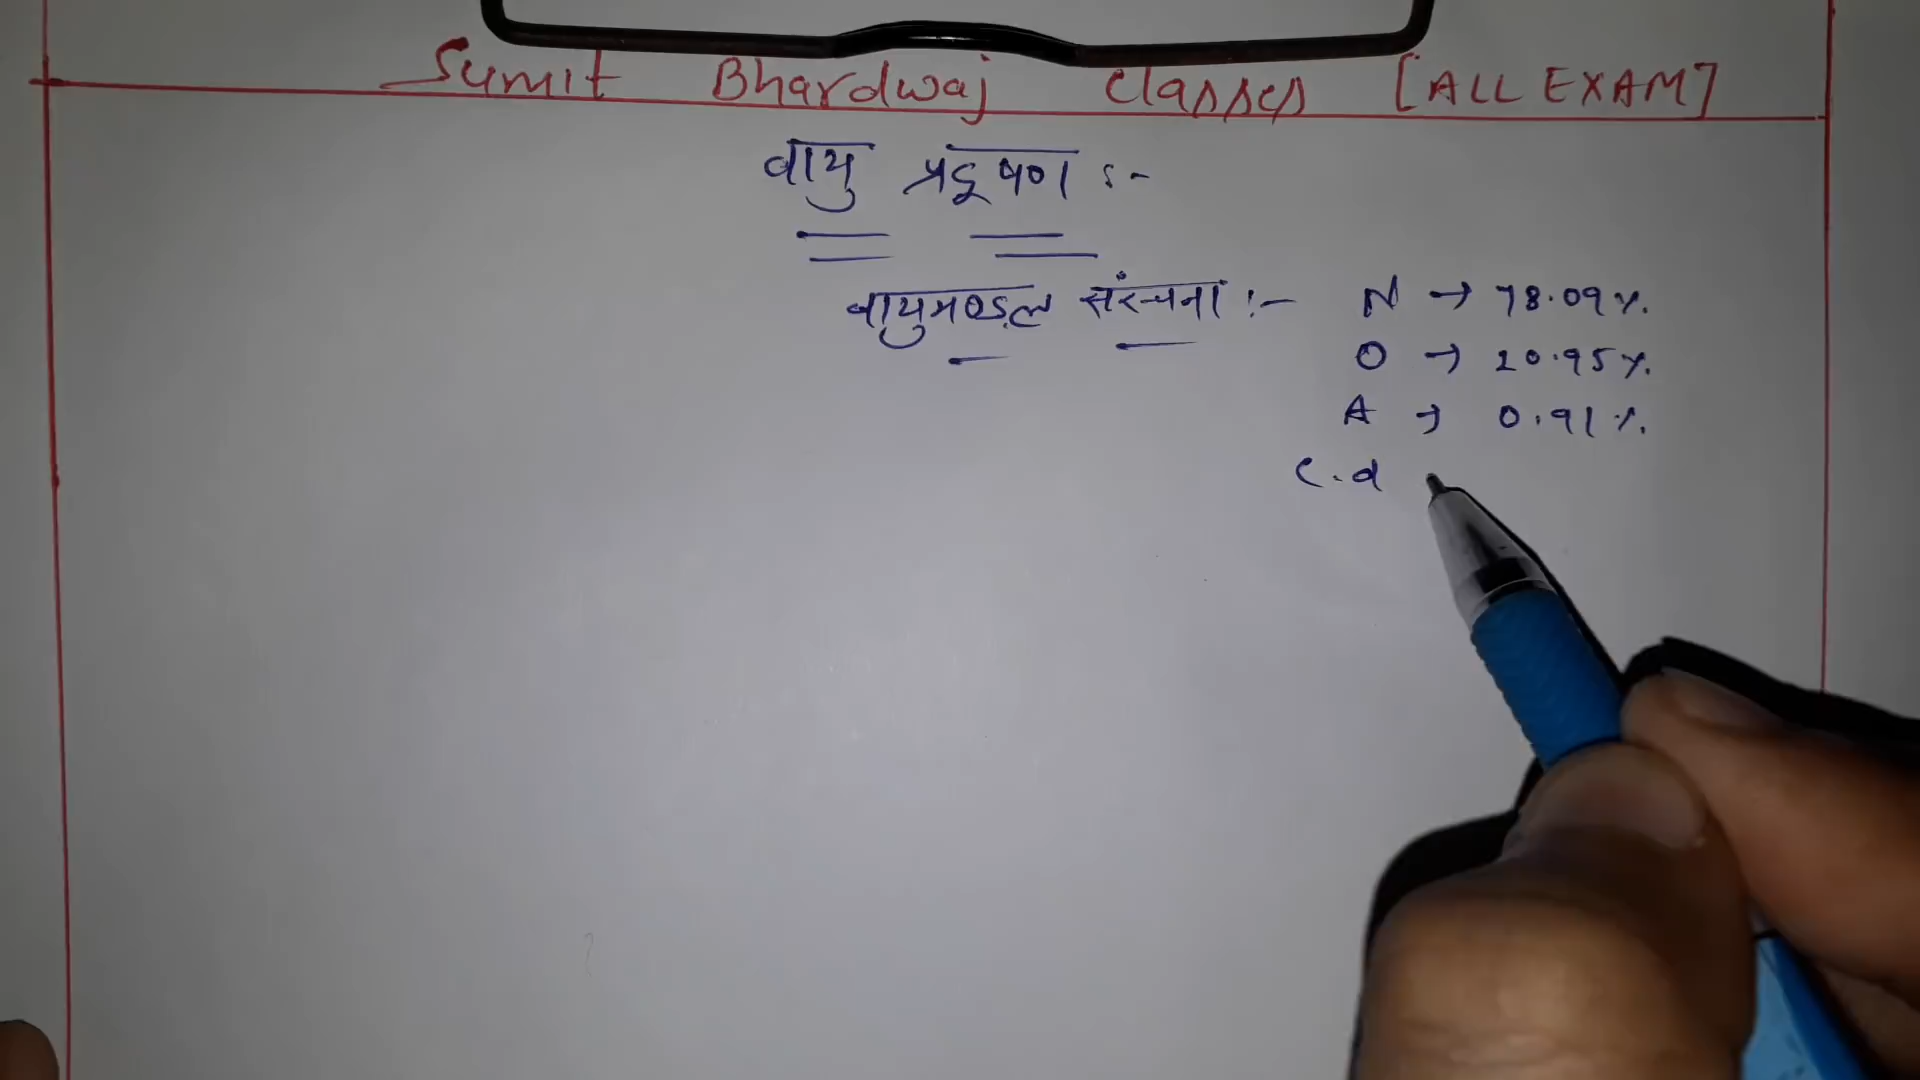 Sumit Bhardwaj Classes [ALL EXAM]
वायु प्रदूषण :-
वायुमण्डल संरचना :- N → 78.09%.
O → 20.95%.
A → 0.91%.
C.d